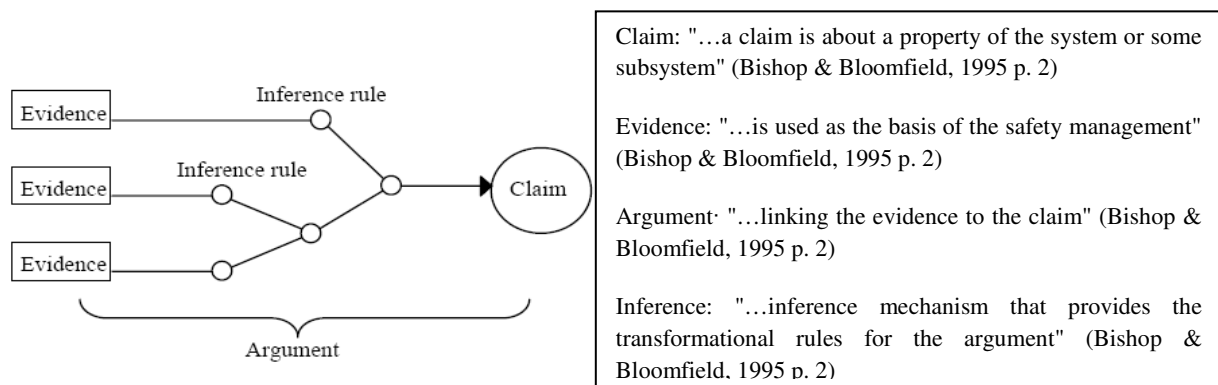 Evidence
Inference rule
Evidence
Inference rule
Evidence
Claim
Argument
Claim: "…a claim is about a property of the system or some
subsystem" (Bishop & Bloomfield, 1995 p. 2)
Evidence: "…is used as the basis of the safety management"
(Bishop & Bloomfield, 1995 p. 2)
Argument· "…linking the evidence to the claim" (Bishop &
Bloomfield, 1995 p. 2)
Inference: "…inference mechanism that provides the
transformational rules for the argument" (Bishop &
Bloomfield, 1995 p. 2)